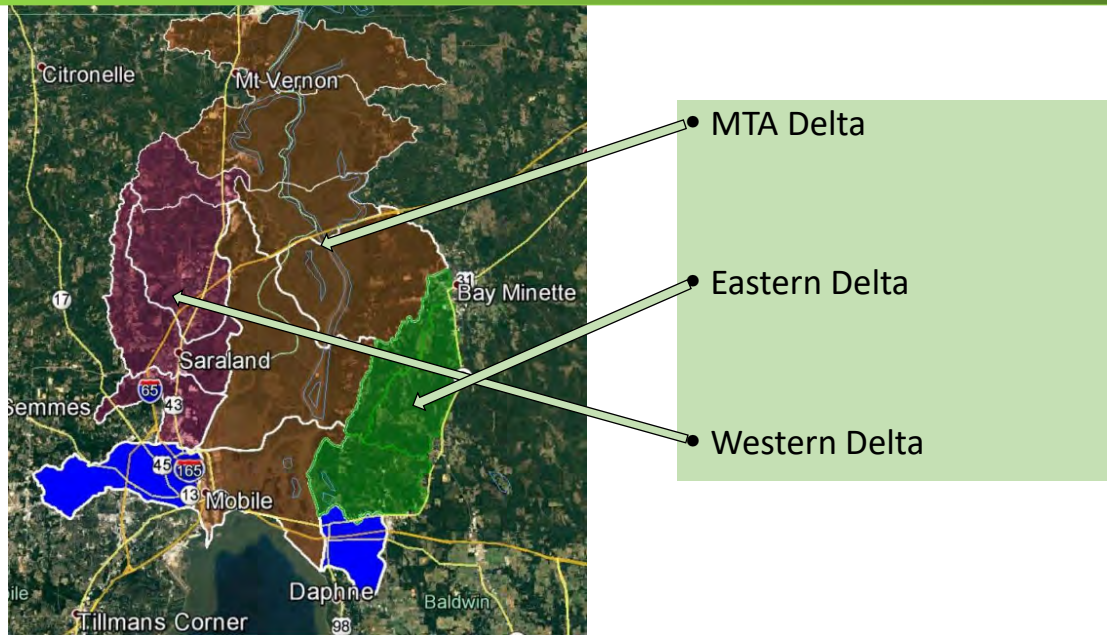 Citronelle
Mt Vernon
17
31
Bay Minette
Saraland
65
43
Semmes
45
165
13
Mobile
Daphne
Baldwin
Tillmans Corner
98
• MTA Delta
• Eastern Delta
• Western Delta